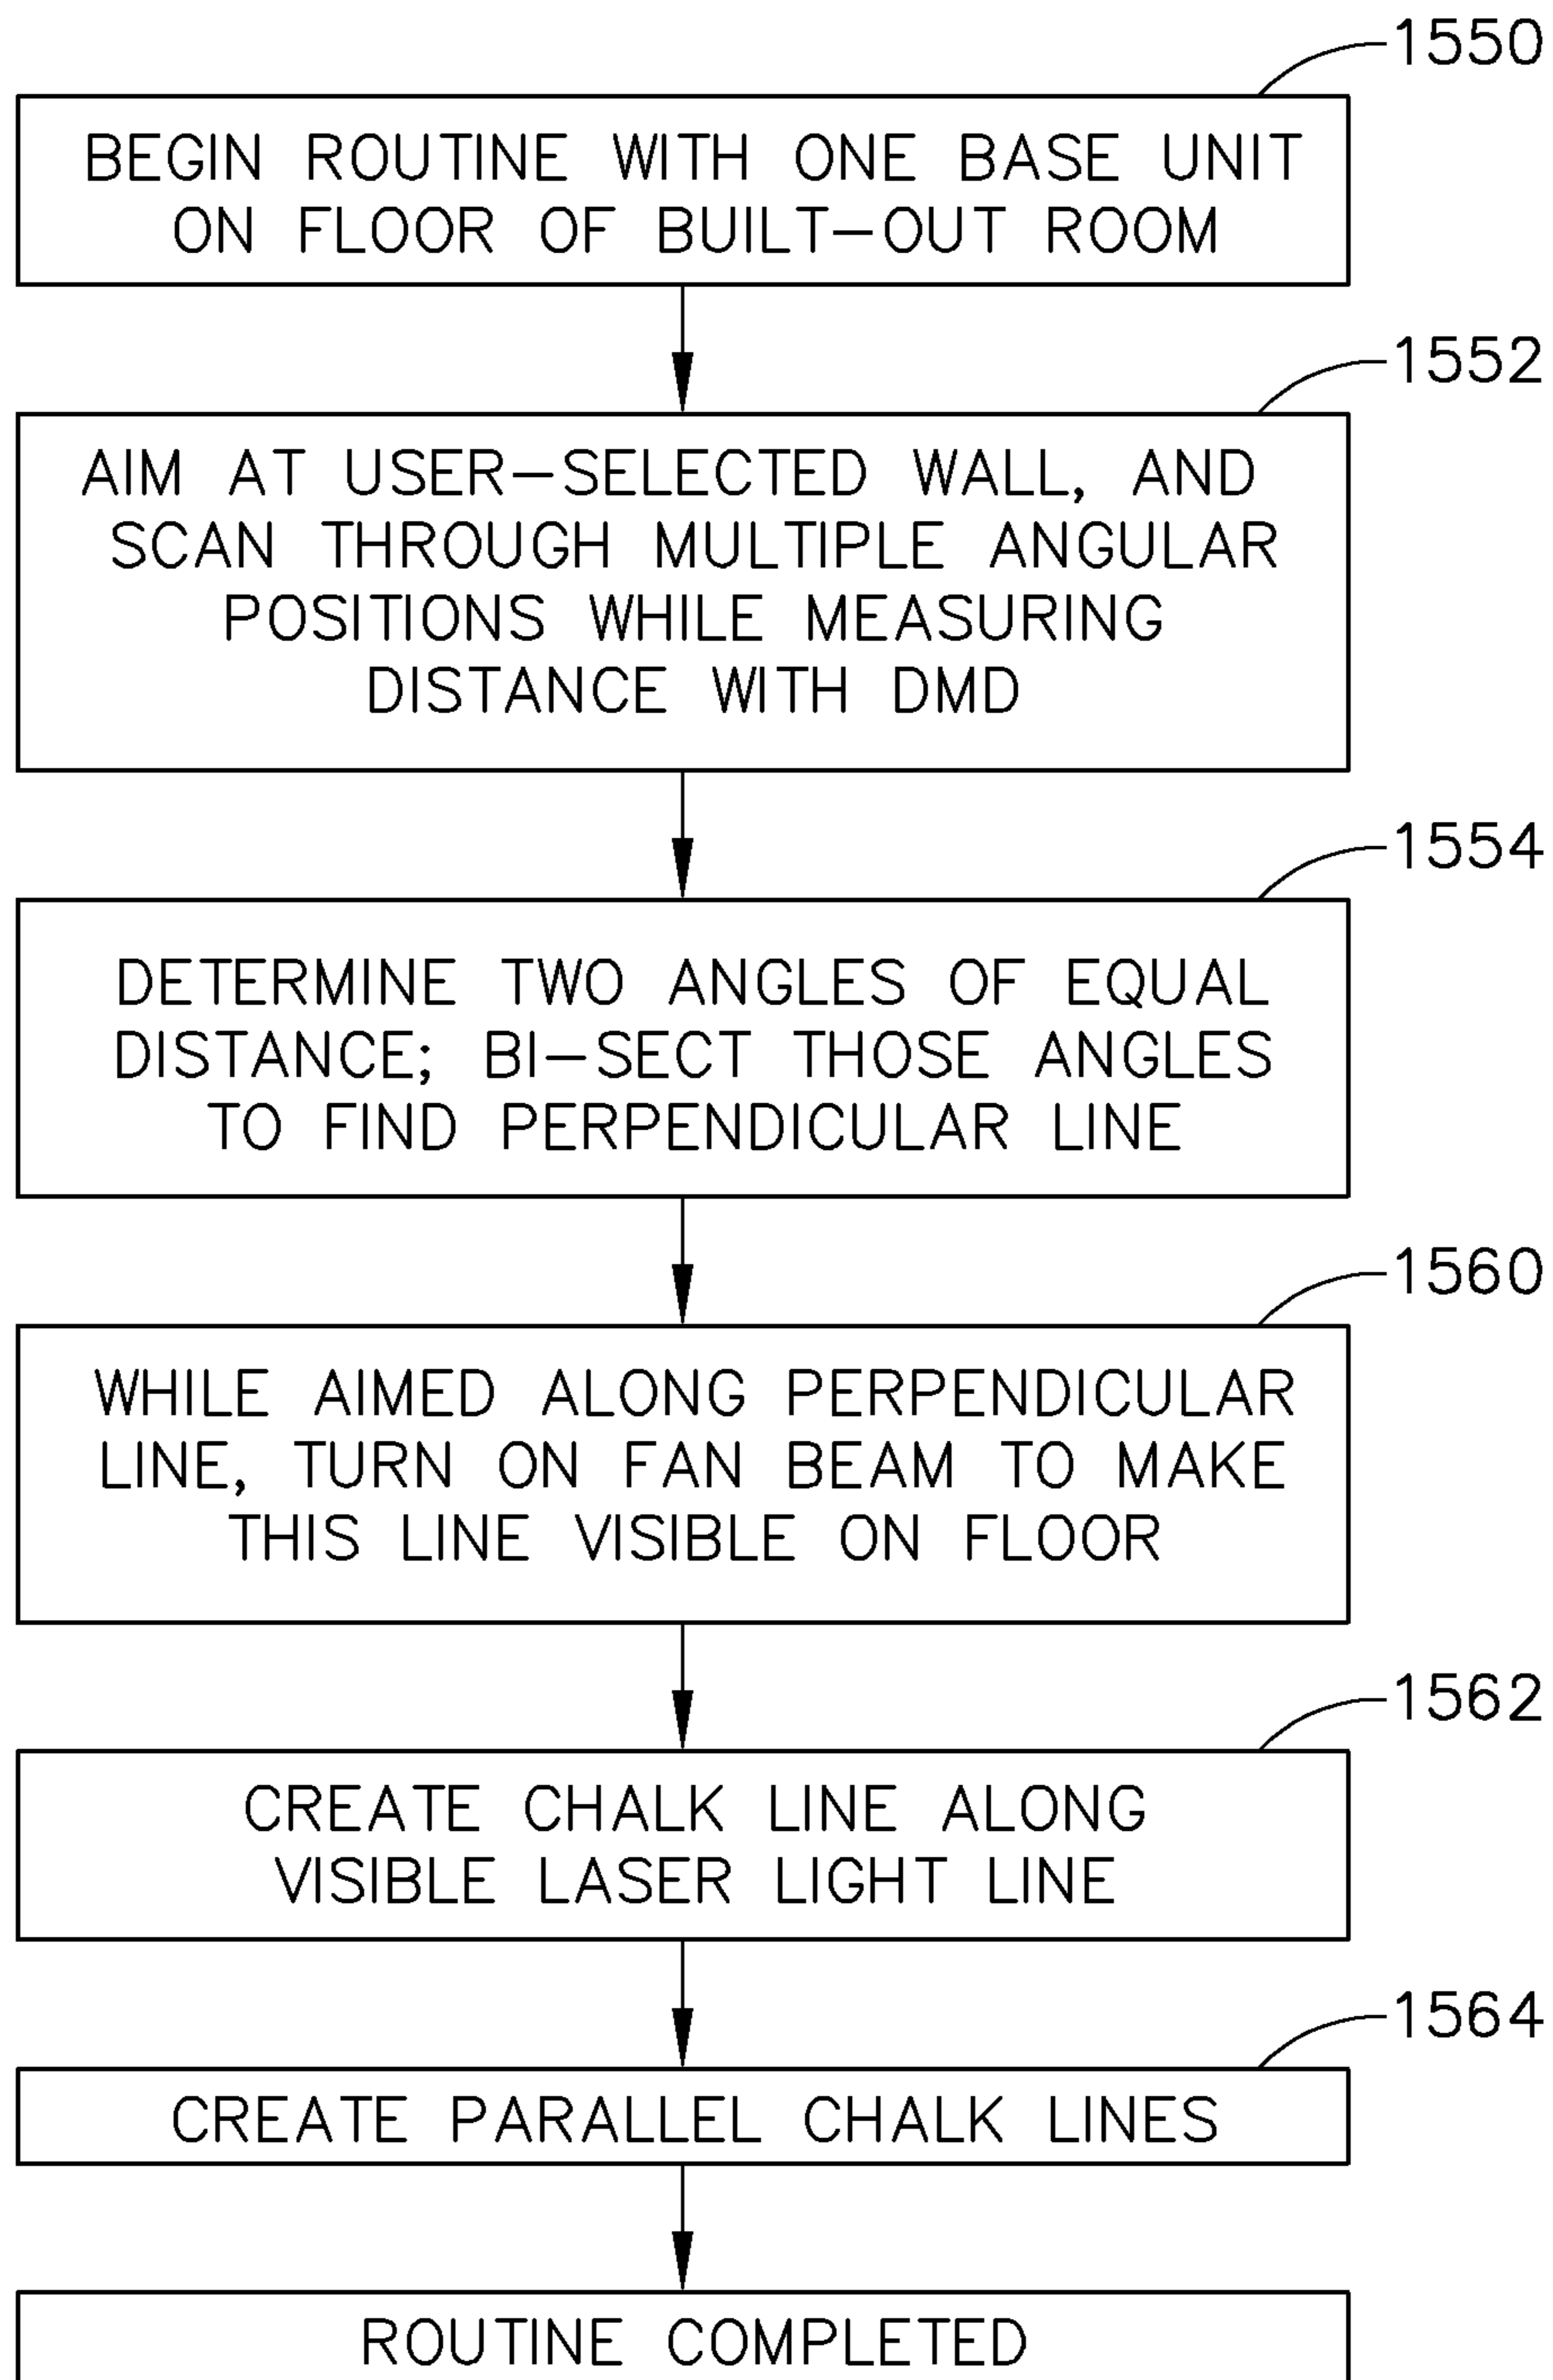 1550
BEGIN ROUTINE WITH ONE BASE UNIT
ON FLOOR OF BUILT-OUT ROOM
1552
AIM AT USER-SELECTED WALL, AND
SCAN THROUGH MULTIPLE ANGULAR
POSITIONS WHILE MEASURING
DISTANCE WITH DMD
1554
DETERMINE TWO ANGLES OF EQUAL
DISTANCE; BI-SECT THOSE ANGLES
TO FIND PERPENDICULAR LINE
1560
WHILE AIMED ALONG PERPENDICULAR
LINE, TURN ON FAN BEAM TO MAKE
THIS LINE VISIBLE ON FLOOR
1562
CREATE CHALK LINE ALONG
VISIBLE LASER LIGHT LINE
1564
CREATE PARALLEL CHALK LINES
ROUTINE COMPLETED